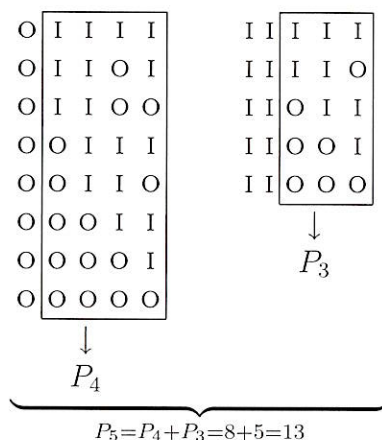 O I I I I
O I I O I
O I I O O
O O I I I
O O I I O
O O O I I
O O O O I
O O O O O
↓
P₄
I I I I I
I I I I O
I I O I I
I I O O I
I I O O O
↓
P₃
P₅=P₄+P₃=8+5=13